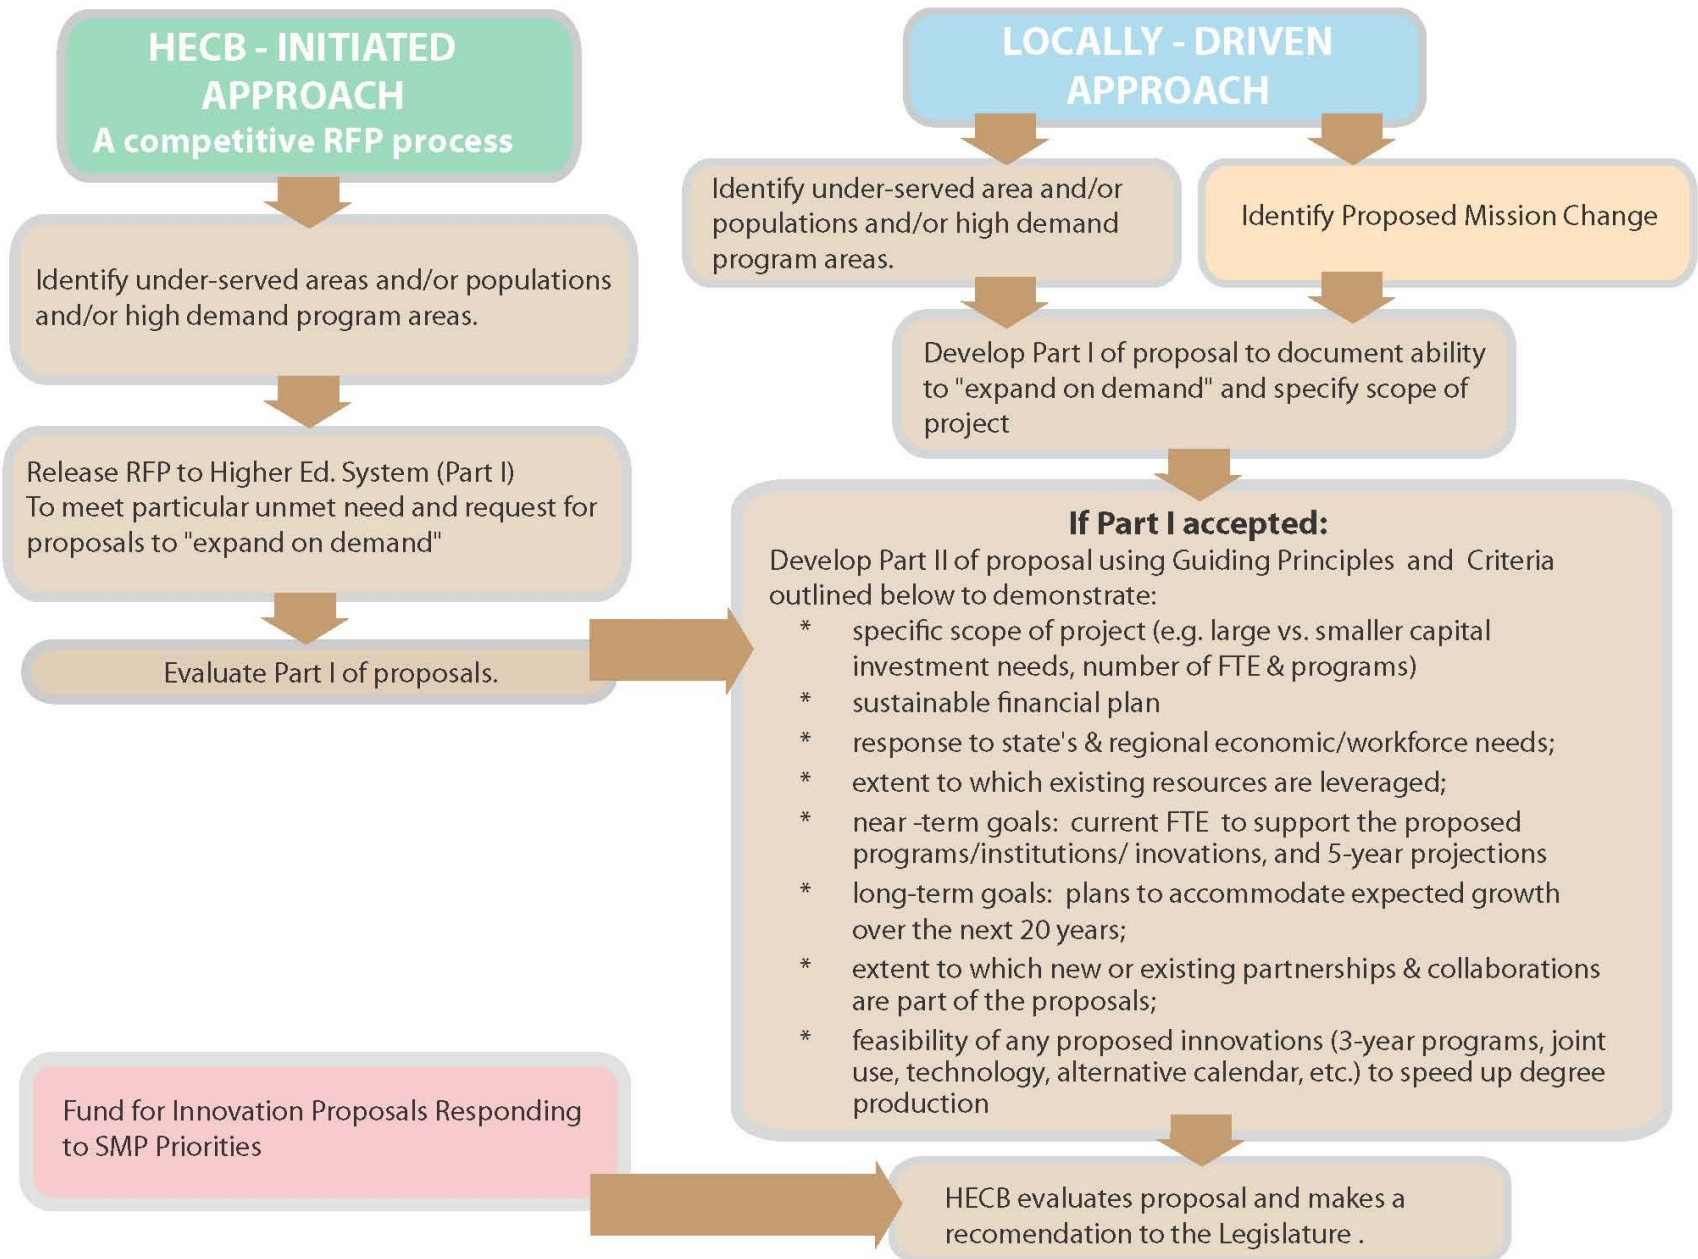 HECB - INITIATED
APPROACH
A competitive RFP process
Identify under-served areas and/or populations
and/or high demand program areas.
Release RFP to Higher Ed. System (Part I)
To meet particular unmet need and request for
proposals to "expand on demand"
Evaluate Part I of proposals.
Fund for Innovation Proposals Responding
to SMP Priorities
LOCALLY - DRIVEN
APPROACH
Identify under-served area and/or
populations and/or high demand
program areas.
Identify Proposed Mission Change
Develop Part I of proposal to document ability
to "expand on demand" and specify scope of
project
If Part I accepted:
Develop Part II of proposal using Guiding Principles and Criteria
outlined below to demonstrate:
* specific scope of project (e.g. large vs. smaller capital
investment needs, number of FTE & programs)
* sustainable financial plan
* response to state's & regional economic/workforce needs;
* extent to which existing resources are leveraged;
* near -term goals: current FTE to support the proposed
programs/institutions/ inovations, and 5-year projections
* long-term goals: plans to accommodate expected growth
over the next 20 years;
* extent to which new or existing partnerships & collaborations
are part of the proposals;
* feasibility of any proposed innovations (3-year programs, joint
use, technology, alternative calendar, etc.) to speed up degree
production
HECB evaluates proposal and makes a
recomendation to the Legislature .